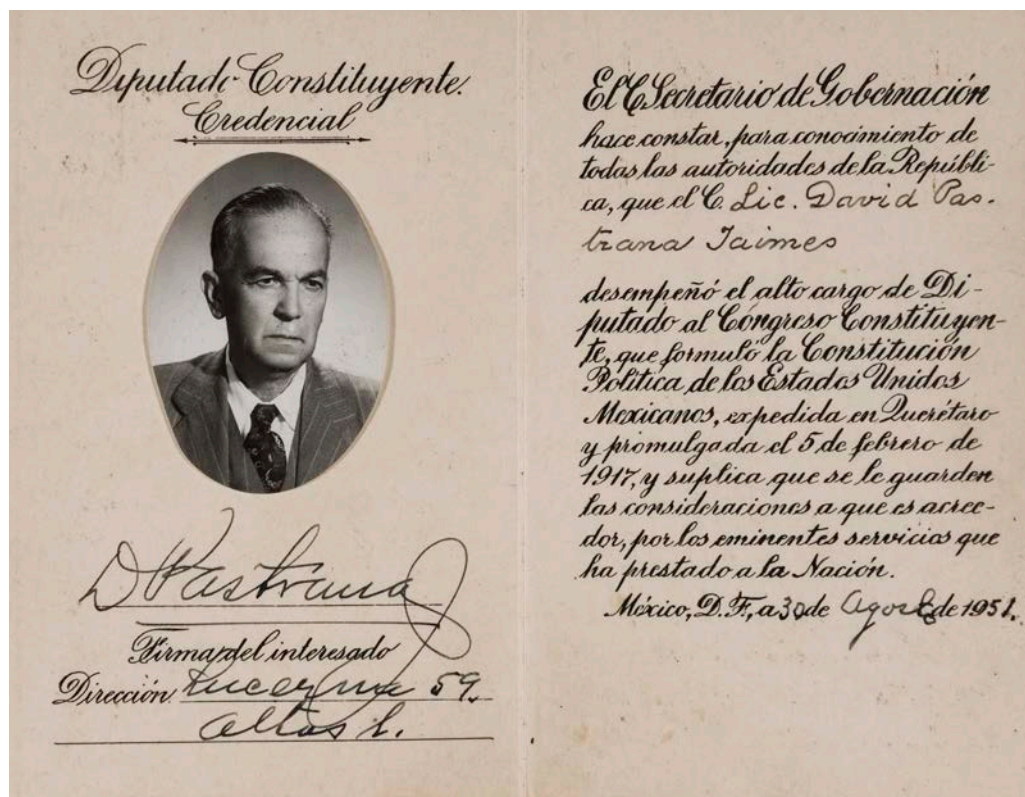 Diputado Constituyente.
Credencial
D Pastrana J
Firma del interesado
Dirección Lucerna 59.
Altos 1.
El C. Secretario de Gobernación
hace constar, para conocimiento de
todas las autoridades de la Repúbli-
ca, que el C. Lic. David Pas-
trana Jaimes
desempeñó el alto cargo de Di-
putado al Congreso Constituyen-
te, que formuló la Constitución
Política de los Estados Unidos
Mexicanos, expedida en Querétaro
y promulgada el 5 de febrero de
1917, y suplica que se le guarden
las consideraciones a que es acree-
dor, por los eminentes servicios que
ha prestado a la Nación.
México, D. F., a 30 de Agosto de 1951.